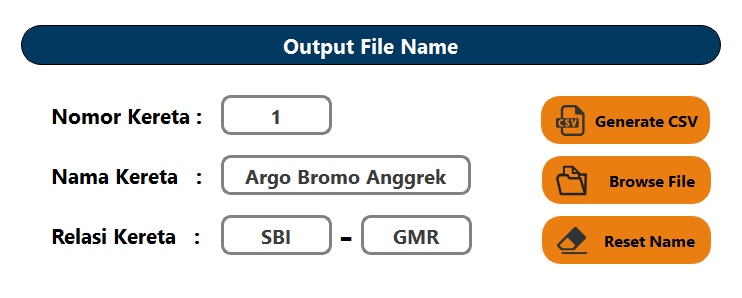 Output File Name
Nomor Kereta : 1
Generate CSV
Nama Kereta : Argo Bromo Anggrek
Browse File
Relasi Kereta : SBI - GMR
Reset Name
CSV